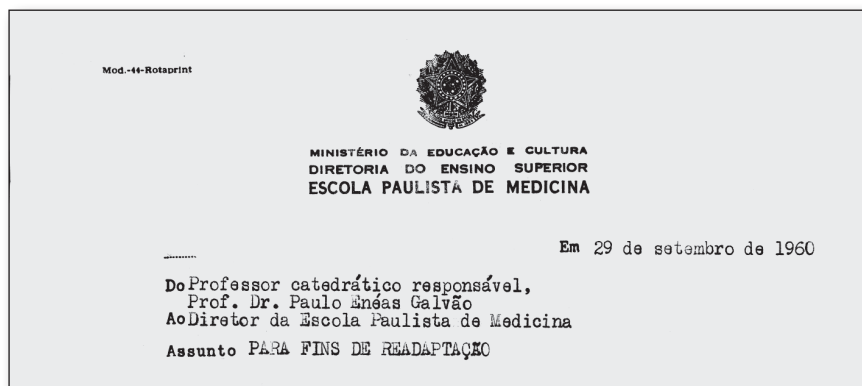 Mod.-44-Rotaprint
MINISTÉRIO DA EDUCAÇÃO E CULTURA
DIRETORIA DO ENSINO SUPERIOR
ESCOLA PAULISTA DE MEDICINA
Em 29 de setembro de 1960
Do Professor catedrático responsável,
Prof. Dr. Paulo Enéas Galvão
Ao Diretor da Escola Paulista de Medicina
Assunto PARA FINS DE READAPTAÇÃO